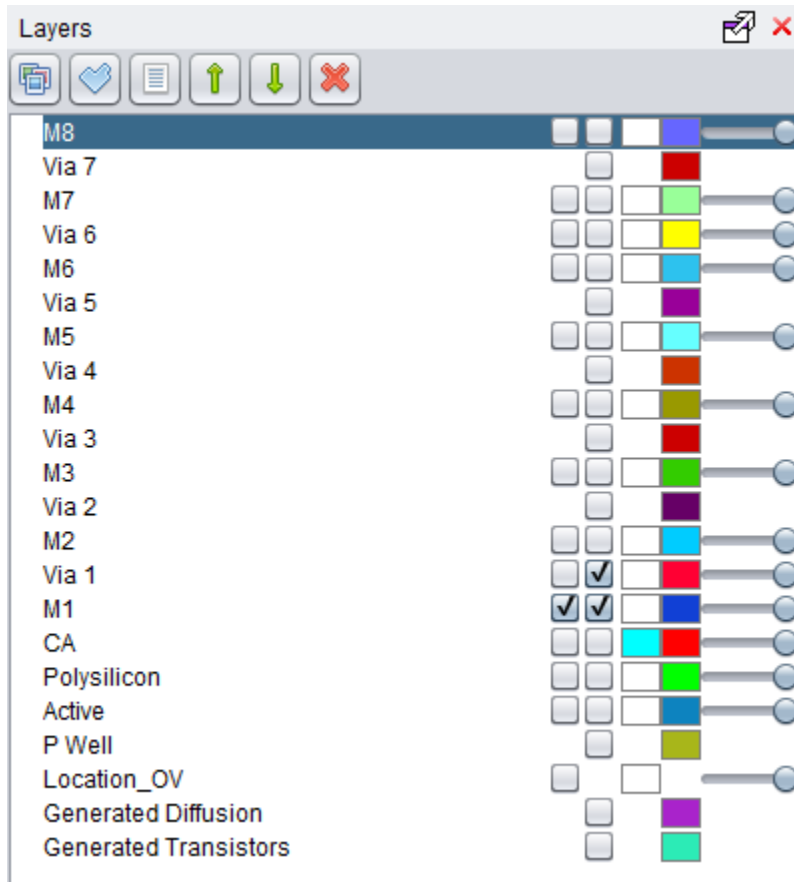 Layers
M8
Via 7
M7
Via 6
M6
Via 5
M5
Via 4
M4
Via 3
M3
Via 2
M2
Via 1
M1
CA
Polysilicon
Active
P Well
Location_OV
Generated Diffusion
Generated Transistors